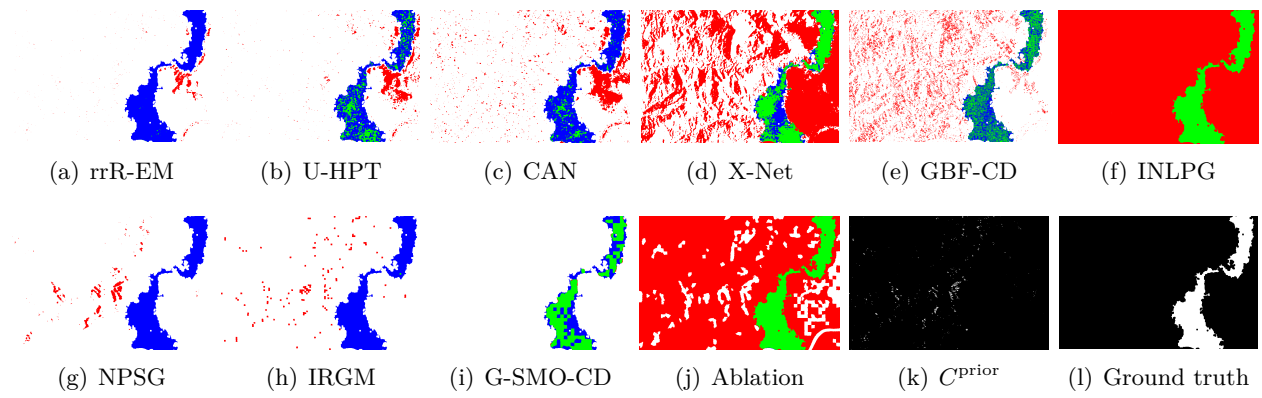 (a) rrR-EM (b) U-HPT (c) CAN (d) X-Net (e) GBF-CD (f) INLPG
(g) NPSG (h) IRGM (i) G-SMO-CD (j) Ablation (k) C^prior (l) Ground truth